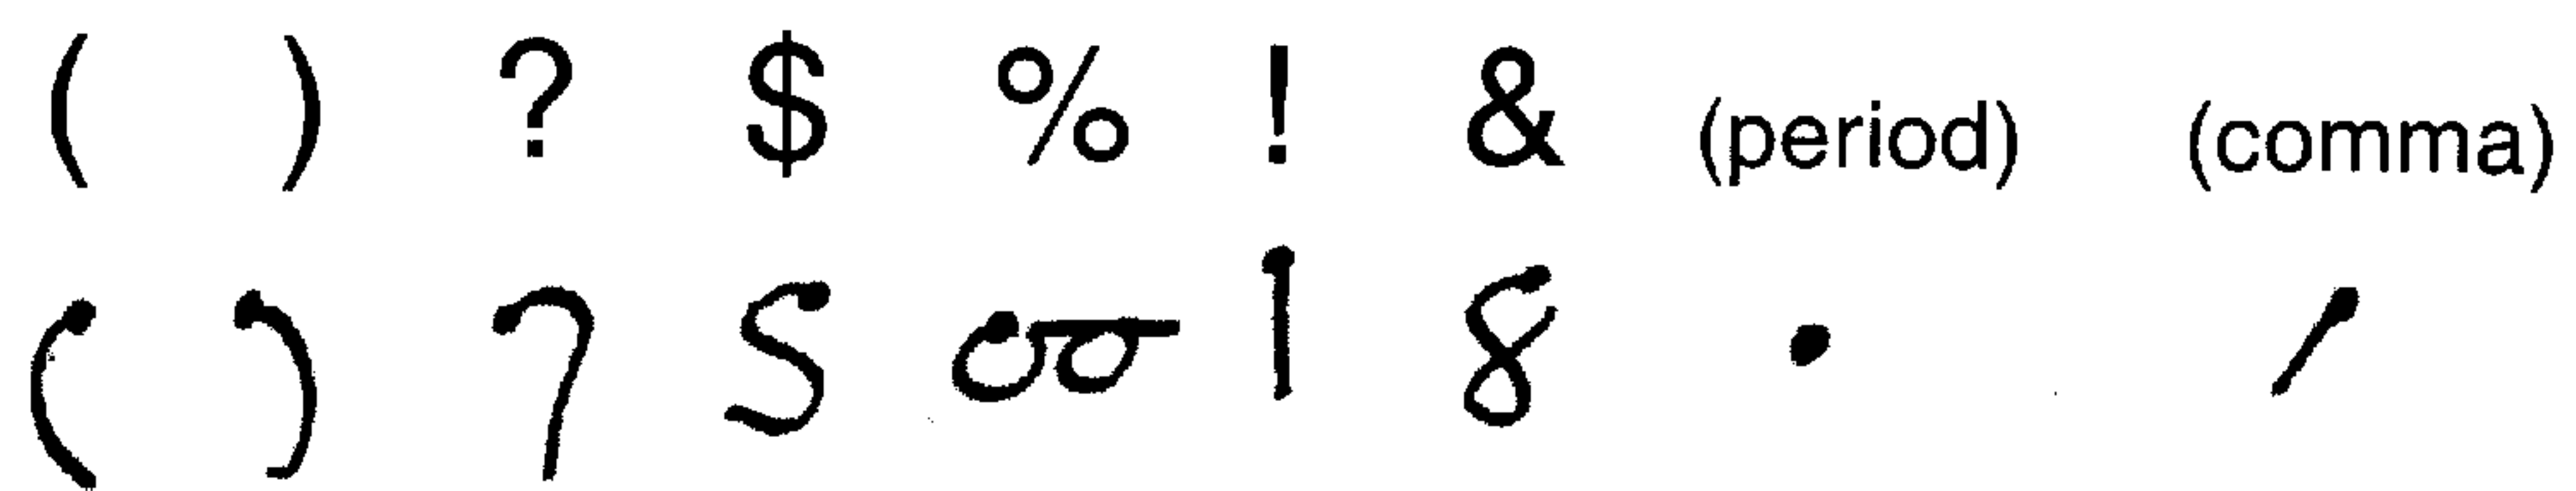 ( ) ? $ % ! & (period) (comma)
( ) ? S % ! & . ,